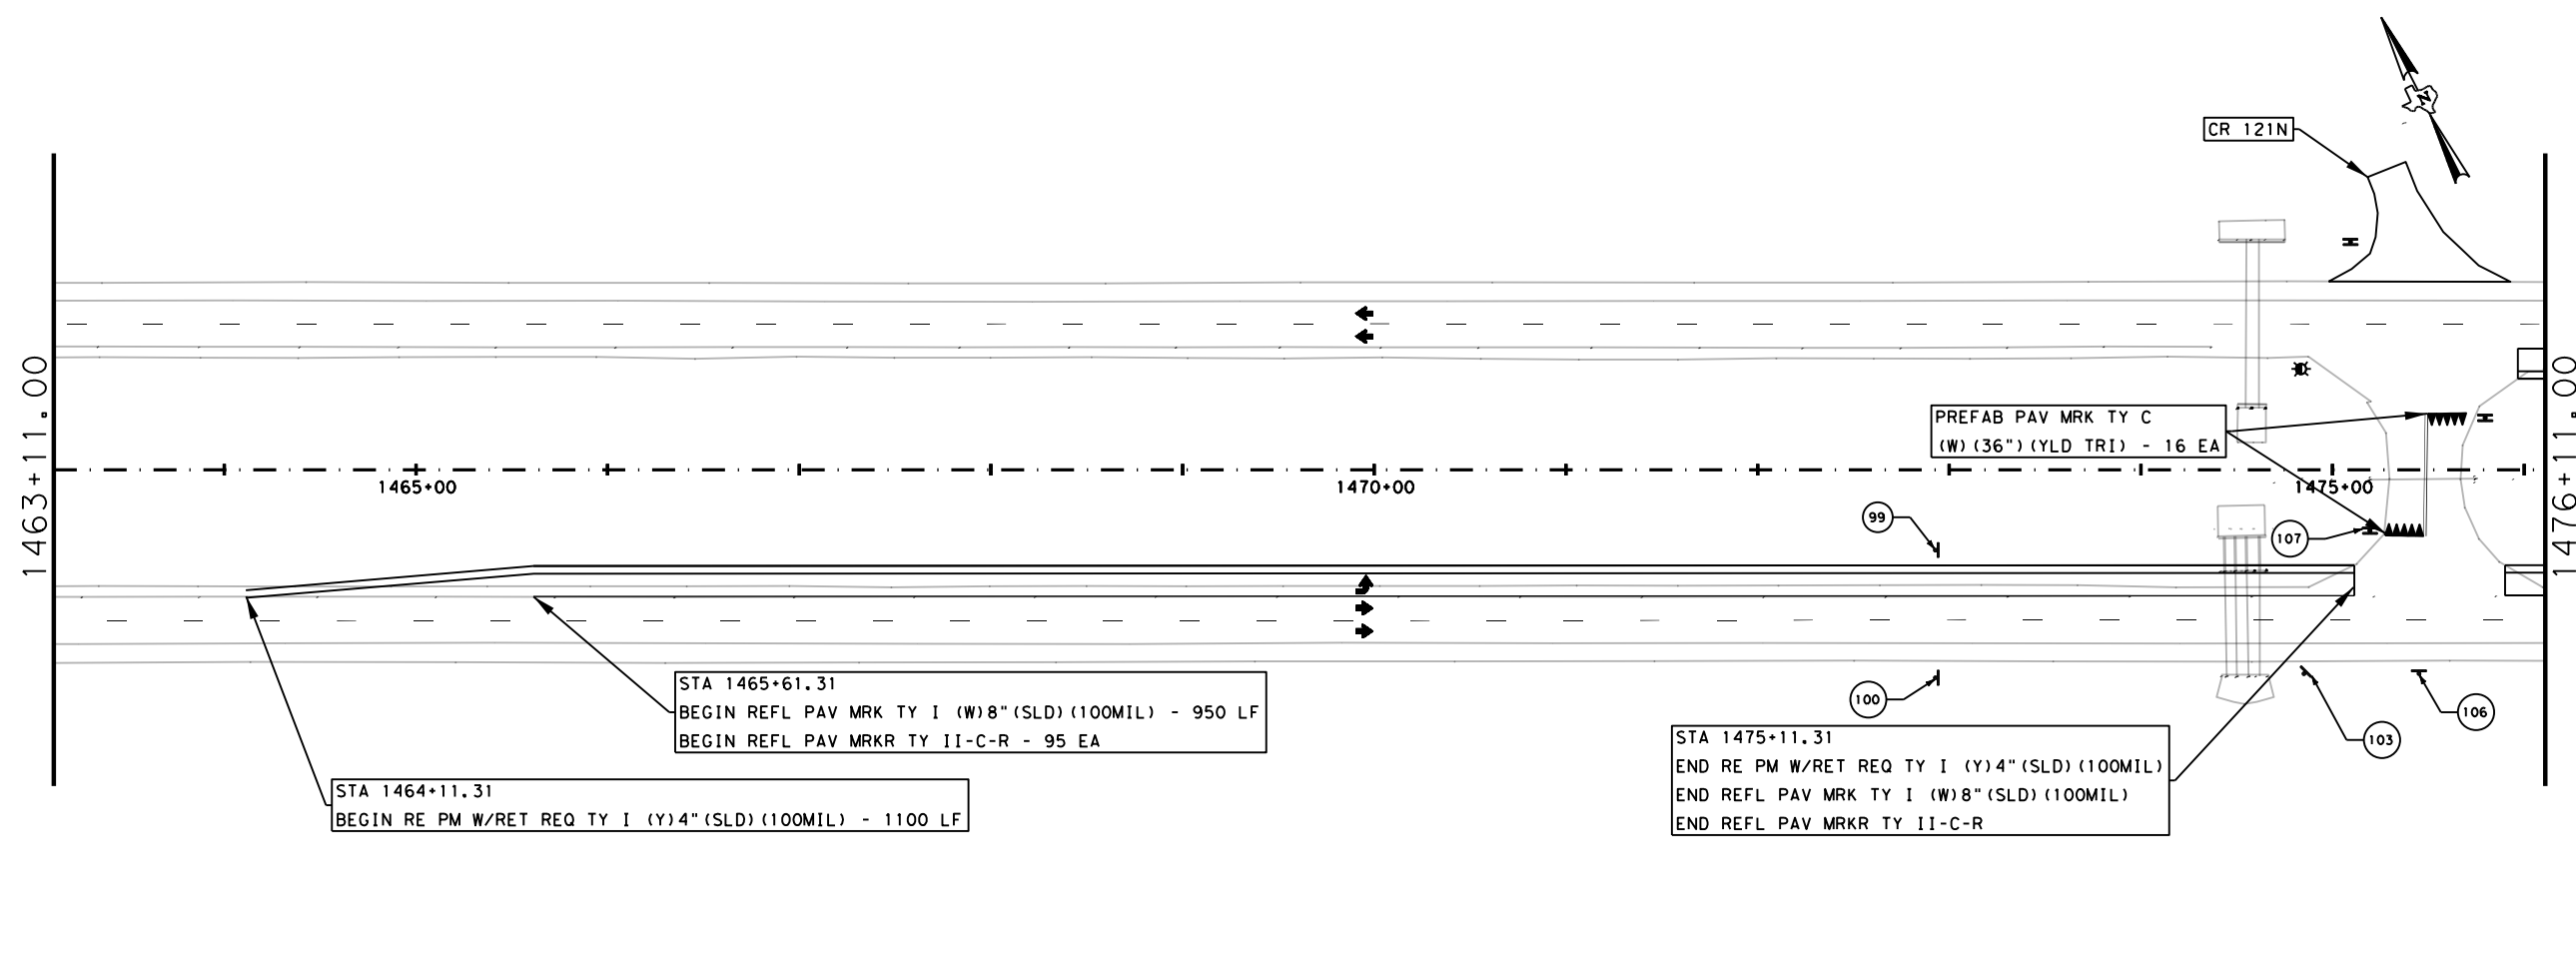 N
CR 121N
1463+11.00
1476+11.00
PREFAB PAV MRK TY C
(W)(36")(YLD TRI) - 16 EA
1465+00
1470+00
1475+00
99
107
100
103
106
STA 1465+61.31
BEGIN REFL PAV MRK TY I (W)8"(SLD)(100MIL) - 950 LF
BEGIN REFL PAV MRKR TY II-C-R - 95 EA
STA 1464+11.31
BEGIN RE PM W/RET REQ TY I (Y)4"(SLD)(100MIL) - 1100 LF
STA 1475+11.31
END RE PM W/RET REQ TY I (Y)4"(SLD)(100MIL)
END REFL PAV MRK TY I (W)8"(SLD)(100MIL)
END REFL PAV MRKR TY II-C-R